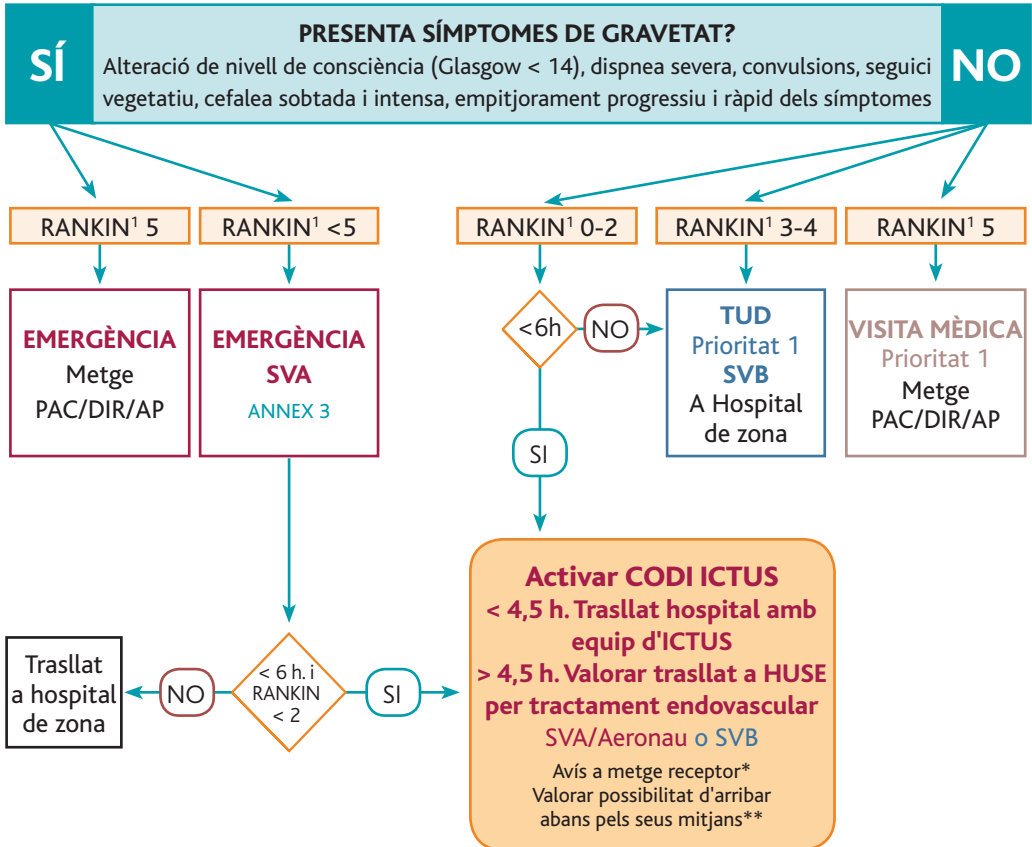 SÍ
PRESENTA SÍMPTOMES DE GRAVETAT?
Alteració de nivell de consciència (Glasgow < 14), dispnea severa, convulsions, seguici
vegetatiu, cefalea sobtada i intensa, empitjorament progressiu i ràpid dels símptomes
NO
RANKIN¹ 5
RANKIN¹ <5
RANKIN¹ 0-2
RANKIN¹ 3-4
RANKIN¹ 5
EMERGÈNCIA
Metge
PAC/DIR/AP
EMERGÈNCIA
SVA
ANNEX 3
<6h
NO
TUD
Prioritat 1
SVB
A Hospital
de zona
VISITA MÈDICA
Prioritat 1
Metge
PAC/DIR/AP
SI
Activar CODI ICTUS
< 4,5 h. Trasllat hospital amb
equip d'ICTUS
> 4,5 h. Valorar trasllat a HUSE
per tractament endovascular
SVA/Aeronau o SVB
Avís a metge receptor*
Valorar possibilitat d'arribar
abans pels seus mitjans**
Trasllat
a hospital
de zona
NO
< 6 h. i
RANKIN
< 2
SI